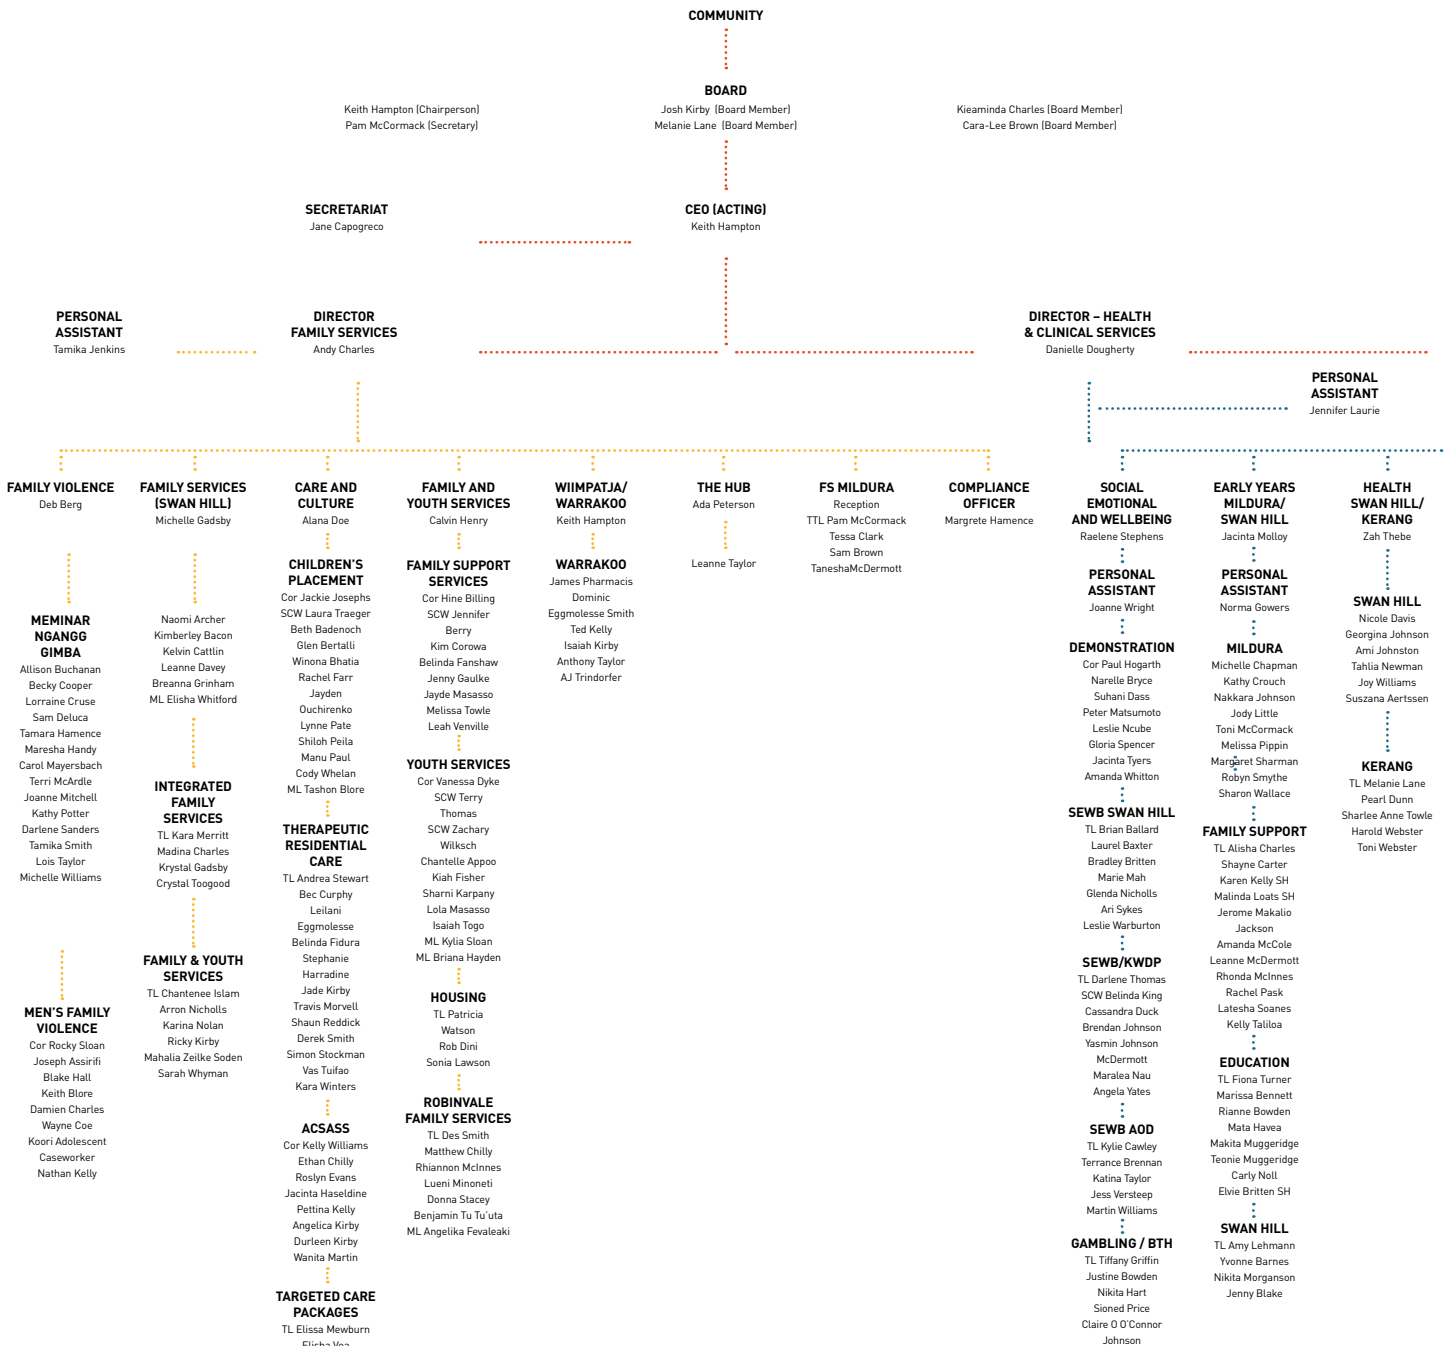 COMMUNITY
BOARD
Keith Hampton (Chairperson)
Pam McCormack (Secretary)
Josh Kirby (Board Member)
Melanie Lane (Board Member)
Kieaminda Charles (Board Member)
Cara-Lee Brown (Board Member)
SECRETARIAT
Jane Capogreco
CEO (ACTING)
Keith Hampton
PERSONAL
ASSISTANT
Tamika Jenkins
DIRECTOR
FAMILY SERVICES
Andy Charles
DIRECTOR – HEALTH
& CLINICAL SERVICES
Danielle Dougherty
PERSONAL
ASSISTANT
Jennifer Laurie
FAMILY VIOLENCE
Deb Berg
MEMINAR
NGANGG
GIMBA
Allison Buchanan
Becky Cooper
Lorraine Cruse
Sam Deluca
Tamara Hamence
Maresha Handy
Carol Mayersbach
Terri McArdle
Joanne Mitchell
Kathy Potter
Darlene Sanders
Tamika Smith
Lois Taylor
Michelle Williams
MEN'S FAMILY
VIOLENCE
Cor Rocky Sloan
Joseph Assirifi
Blake Hall
Keith Blore
Damien Charles
Wayne Coe
Koori Adolescent
Caseworker
Nathan Kelly
FAMILY SERVICES
(SWAN HILL)
Michelle Gadsby
Naomi Archer
Kimberley Bacon
Kelvin Cattlin
Leanne Davey
Breanna Grinham
ML Elisha Whitford
INTEGRATED
FAMILY
SERVICES
TL Kara Merritt
Madina Charles
Krystal Gadsby
Crystal Toogood
FAMILY & YOUTH
SERVICES
TL Chantenee Islam
Arron Nicholls
Karina Nolan
Ricky Kirby
Mahalia Zeilke Soden
Sarah Whyman
CARE AND
CULTURE
Alana Doe
CHILDREN'S
PLACEMENT
Cor Jackie Josephs
SCW Laura Traeger
Beth Badenoch
Glen Bertalli
Winona Bhatia
Rachel Farr
Jayden
Ouchirenko
Lynne Pate
Shiloh Peila
Manu Paul
Cody Whelan
ML Tashon Blore
THERAPEUTIC
RESIDENTIAL
CARE
TL Andrea Stewart
Bec Curphy
Leilani
Eggmolesse
Belinda Fidura
Stephanie
Harradine
Jade Kirby
Travis Morvell
Shaun Reddick
Derek Smith
Simon Stockman
Vas Tuifao
Kara Winters
ACSASS
Cor Kelly Williams
Ethan Chilly
Roslyn Evans
Jacinta Haseldine
Pettina Kelly
Angelica Kirby
Durleen Kirby
Wanita Martin
TARGETED CARE
PACKAGES
TL Elissa Mewburn
Elisha Vea
FAMILY AND
YOUTH SERVICES
Calvin Henry
FAMILY SUPPORT
SERVICES
Cor Hine Billing
SCW Jennifer
Berry
Kim Corowa
Belinda Fanshaw
Jenny Gaulke
Jayde Masasso
Melissa Towle
Leah Venville
YOUTH SERVICES
Cor Vanessa Dyke
SCW Terry
Thomas
SCW Zachary
Wilksch
Chantelle Appoo
Kiah Fisher
Sharni Karpany
Lola Masasso
Isaiah Togo
ML Kylia Sloan
ML Briana Hayden
HOUSING
TL Patricia
Watson
Rob Dini
Sonia Lawson
ROBINVALE
FAMILY SERVICES
TL Des Smith
Matthew Chilly
Rhiannon McInnes
Lueni Minoneti
Donna Stacey
Benjamin Tu Tu'uta
ML Angelika Fevaleaki
WIIMPATJA/
WARRAKOO
Keith Hampton
WARRAKOO
James Pharmacis
Dominic
Eggmolesse Smith
Ted Kelly
Isaiah Kirby
Anthony Taylor
AJ Trindorfer
THE HUB
Ada Peterson
Leanne Taylor
FS MILDURA
Reception
TTL Pam McCormack
Tessa Clark
Sam Brown
TaneshaMcDermott
COMPLIANCE
OFFICER
Margrete Hamence
SOCIAL
EMOTIONAL
AND WELLBEING
Raelene Stephens
PERSONAL
ASSISTANT
Joanne Wright
DEMONSTRATION
Cor Paul Hogarth
Narelle Bryce
Suhani Dass
Peter Matsumoto
Leslie Ncube
Gloria Spencer
Jacinta Tyers
Amanda Whitton
SEWB SWAN HILL
TL Brian Ballard
Laurel Baxter
Bradley Britten
Marie Mah
Glenda Nicholls
Ari Sykes
Leslie Warburton
SEWB/KWDP
TL Darlene Thomas
SCW Belinda King
Cassandra Duck
Brendan Johnson
Yasmin Johnson
McDermott
Maralea Nau
Angela Yates
SEWB AOD
TL Kylie Cawley
Terrance Brennan
Katina Taylor
Jess Versteep
Martin Williams
GAMBLING / BTH
TL Tiffany Griffin
Justine Bowden
Nikita Hart
Sioned Price
Claire O O'Connor
Johnson
EARLY YEARS
MILDURA/
SWAN HILL
Jacinta Molloy
PERSONAL
ASSISTANT
Norma Gowers
MILDURA
Michelle Chapman
Kathy Crouch
Nakkara Johnson
Jody Little
Toni McCormack
Melissa Pippin
Margaret Sharman
Robyn Smythe
Sharon Wallace
FAMILY SUPPORT
TL Alisha Charles
Shayne Carter
Karen Kelly SH
Malinda Loats SH
Jerome Makalio
Jackson
Amanda McCole
Leanne McDermott
Rhonda McInnes
Rachel Pask
Latesha Soanes
Kelly Taliloa
EDUCATION
TL Fiona Turner
Marissa Bennett
Rianne Bowden
Mata Havea
Makita Muggeridge
Teonie Muggeridge
Carly Noll
Elvie Britten SH
SWAN HILL
TL Amy Lehmann
Yvonne Barnes
Nikita Morganson
Jenny Blake
HEALTH
SWAN HILL/
KERANG
Zah Thebe
SWAN HILL
Nicole Davis
Georgina Johnson
Ami Johnston
Tahlia Newman
Joy Williams
Suszana Aertssen
KERANG
TL Melanie Lane
Pearl Dunn
Sharlee Anne Towle
Harold Webster
Toni Webster